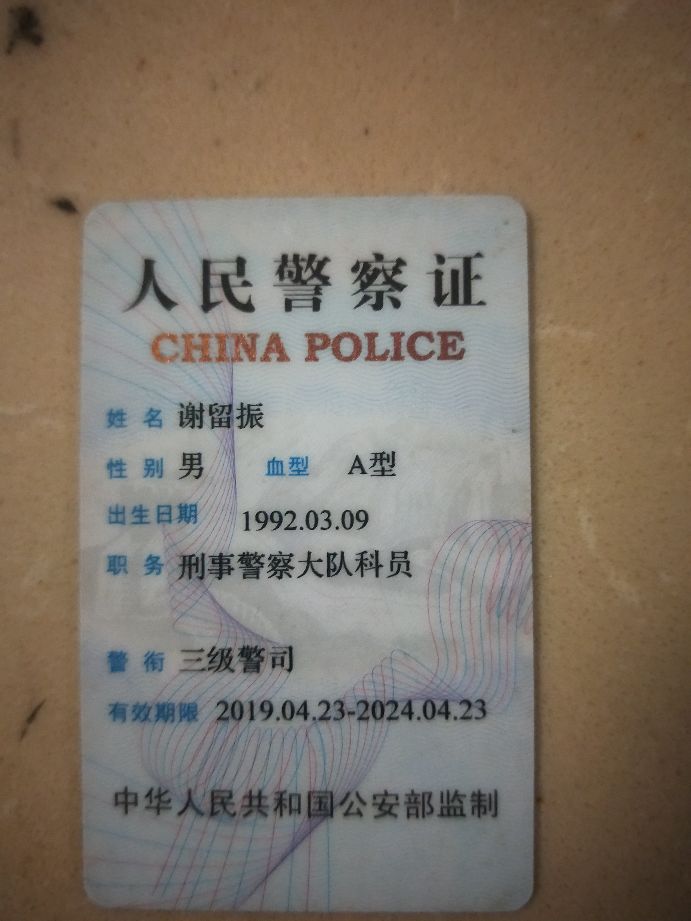 人民警察证
CHINA POLICE
姓名 谢留振
性别 男 血型 A型
出生日期 1992.03.09
职务 刑事警察大队科员
警衔 三级警司
有效期限 2019.04.23-2024.04.23
中华人民共和国公安部监制